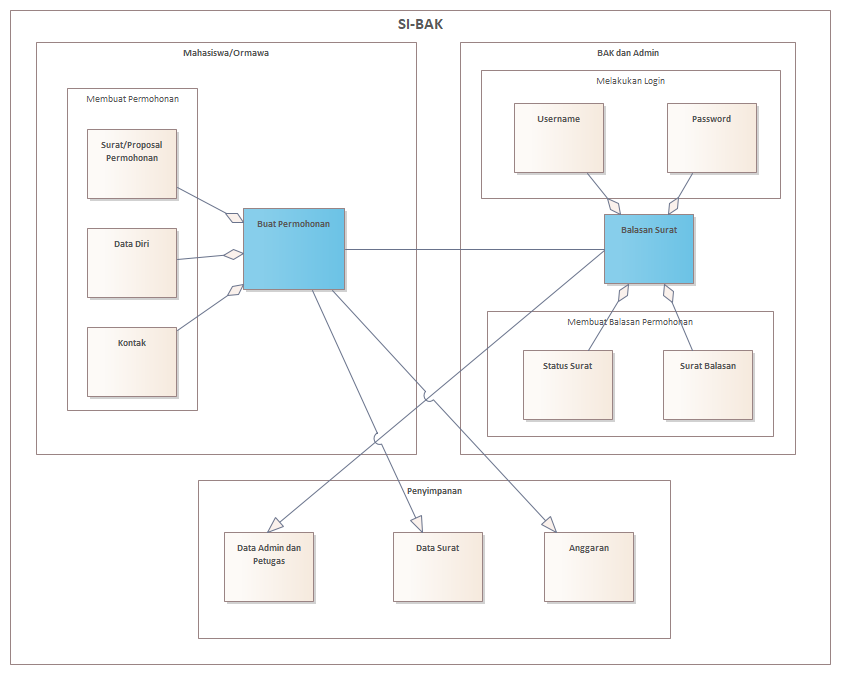 SI-BAK
Mahasiswa/Ormawa
Membuat Permohonan
Surat/Proposal
Permohonan
Data Diri
Kontak
Buat Permohonan
BAK dan Admin
Melakukan Login
Username
Password
Balasan Surat
Membuat Balasan Permohonan
Status Surat
Surat Balasan
Penyimpanan
Data Admin dan
Petugas
Data Surat
Anggaran